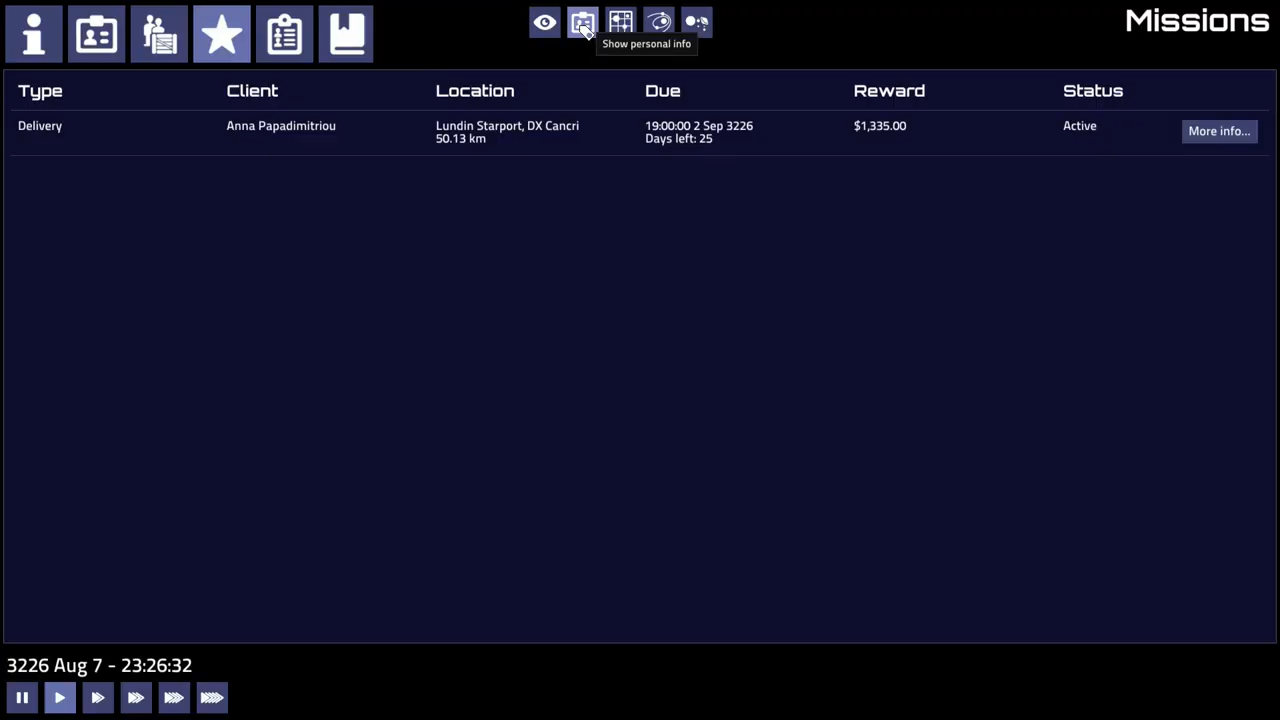 Missions
Show personal info
Type Client Location Due Reward Status
Delivery Anna Papadimitriou Lundin Starport, DX Cancri 19:00:00 2 Sep 3226 $1,335.00 Active More info...
50.13 km Days left: 25
3226 Aug 7 - 23:26:32